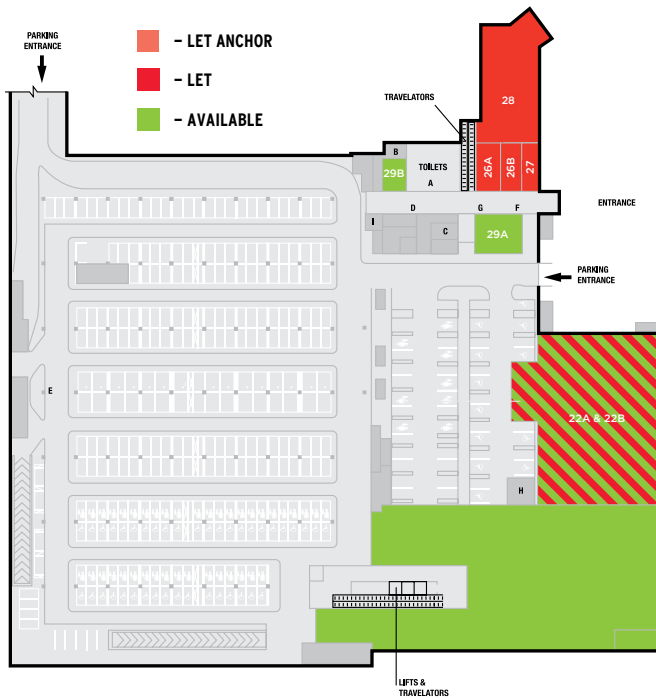 PARKING
ENTRANCE
– LET ANCHOR
– LET
– AVAILABLE
TRAVELATORS
28
B
TOILETS
A
29B
26A
26B
27
I
D
G
F
C
29A
ENTRANCE
PARKING
ENTRANCE
E
22A & 22B
H
LIFTS &
TRAVELATORS